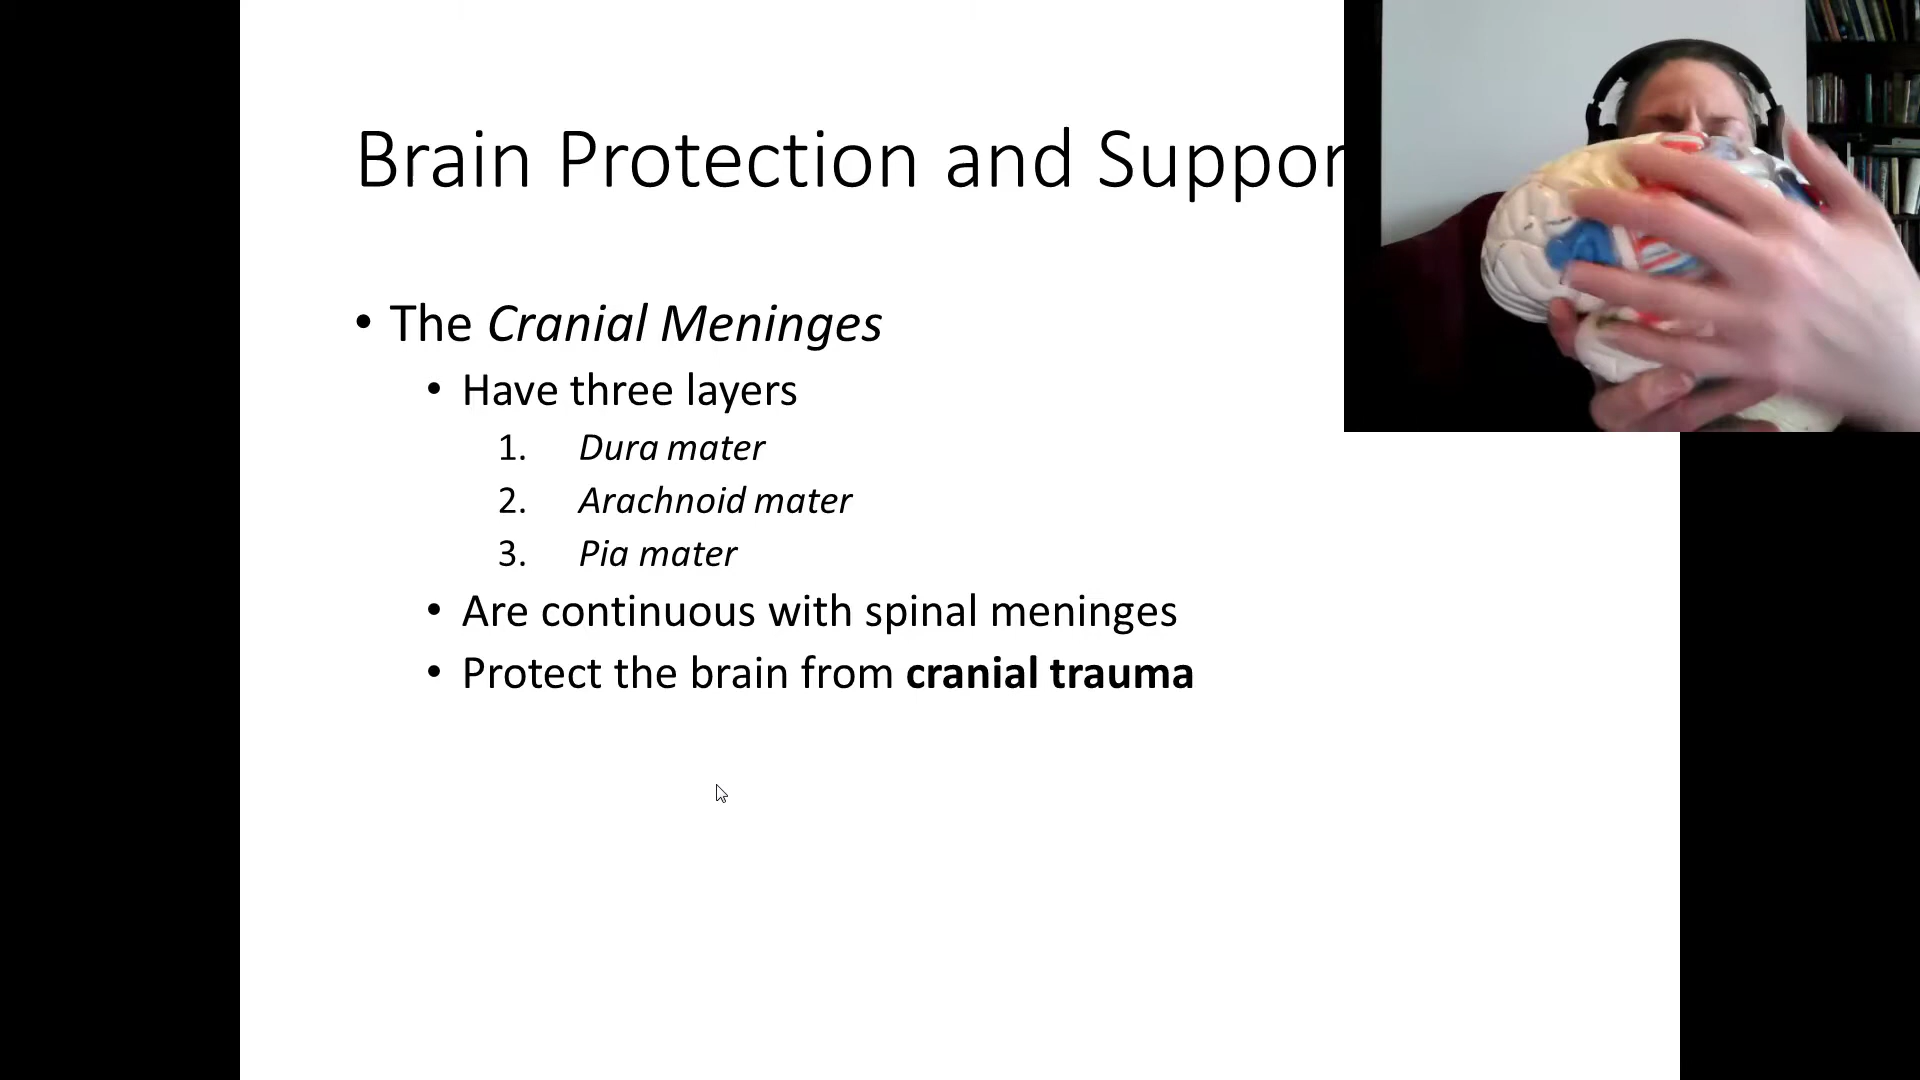 Brain Protection and Suppor
• The Cranial Meninges
• Have three layers
1. Dura mater
2. Arachnoid mater
3. Pia mater
• Are continuous with spinal meninges
• Protect the brain from cranial trauma